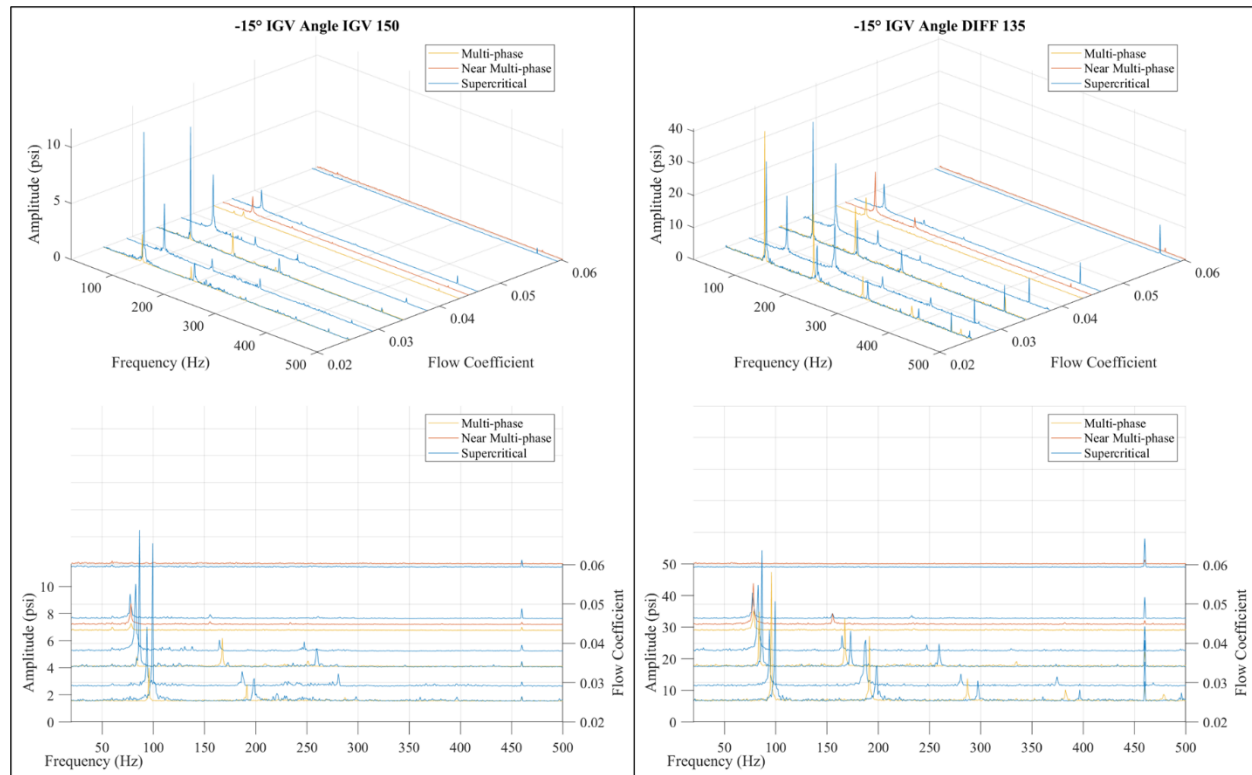 -15° IGV Angle IGV 150
Multi-phase
Near Multi-phase
Supercritical
10
5
0
Amplitude (psi)
100
200
300
400
500
Frequency (Hz)
0.02
0.03
0.04
0.05
0.06
Flow Coefficient
-15° IGV Angle DIFF 135
Multi-phase
Near Multi-phase
Supercritical
40
30
20
10
0
Amplitude (psi)
100
200
300
400
500
Frequency (Hz)
0.02
0.03
0.04
0.05
0.06
Flow Coefficient
Multi-phase
Near Multi-phase
Supercritical
10
8
6
4
2
0
Amplitude (psi)
0.06
0.05
0.04
0.03
0.02
Flow Coefficient
50
100
150
200
250
300
350
400
450
500
Frequency (Hz)
Multi-phase
Near Multi-phase
Supercritical
50
40
30
20
10
0
Amplitude (psi)
0.06
0.05
0.04
0.03
0.02
Flow Coefficient
50
100
150
200
250
300
350
400
450
500
Frequency (Hz)